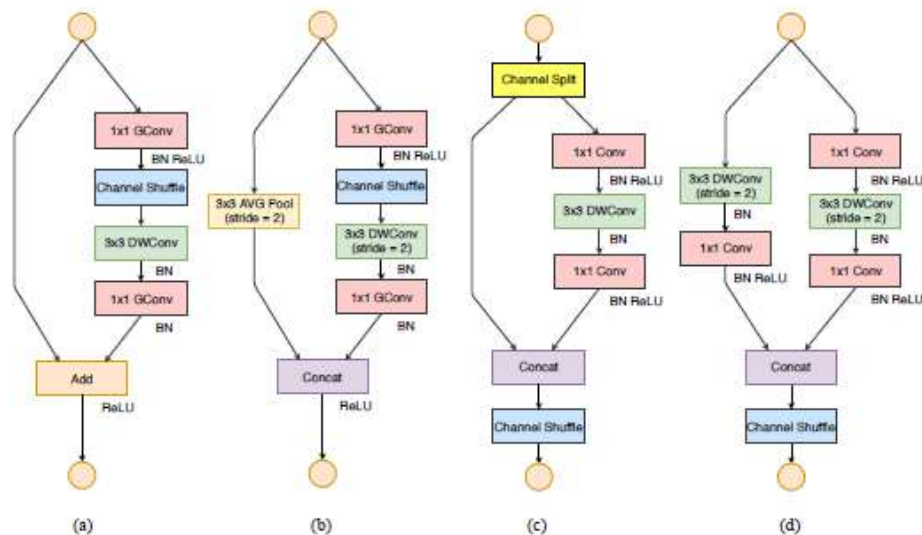 1x1 GConv
BN ReLU
Channel Shuffle
3x3 DWConv
BN
1x1 GConv
BN
Add
ReLU
(a)
3x3 AVG Pool
(stride = 2)
1x1 GConv
BN ReLU
Channel Shuffle
3x3 DWConv
(stride = 2)
BN
1x1 GConv
BN
Concat
ReLU
(b)
Channel Split
1x1 Conv
BN ReLU
3x3 DWConv
BN
1x1 Conv
BN ReLU
Concat
Channel Shuffle
(c)
3x3 DWConv
(stride = 2)
BN
1x1 Conv
BN ReLU
1x1 Conv
BN ReLU
3x3 DWConv
(stride = 2)
BN
1x1 Conv
BN ReLU
Concat
Channel Shuffle
(d)